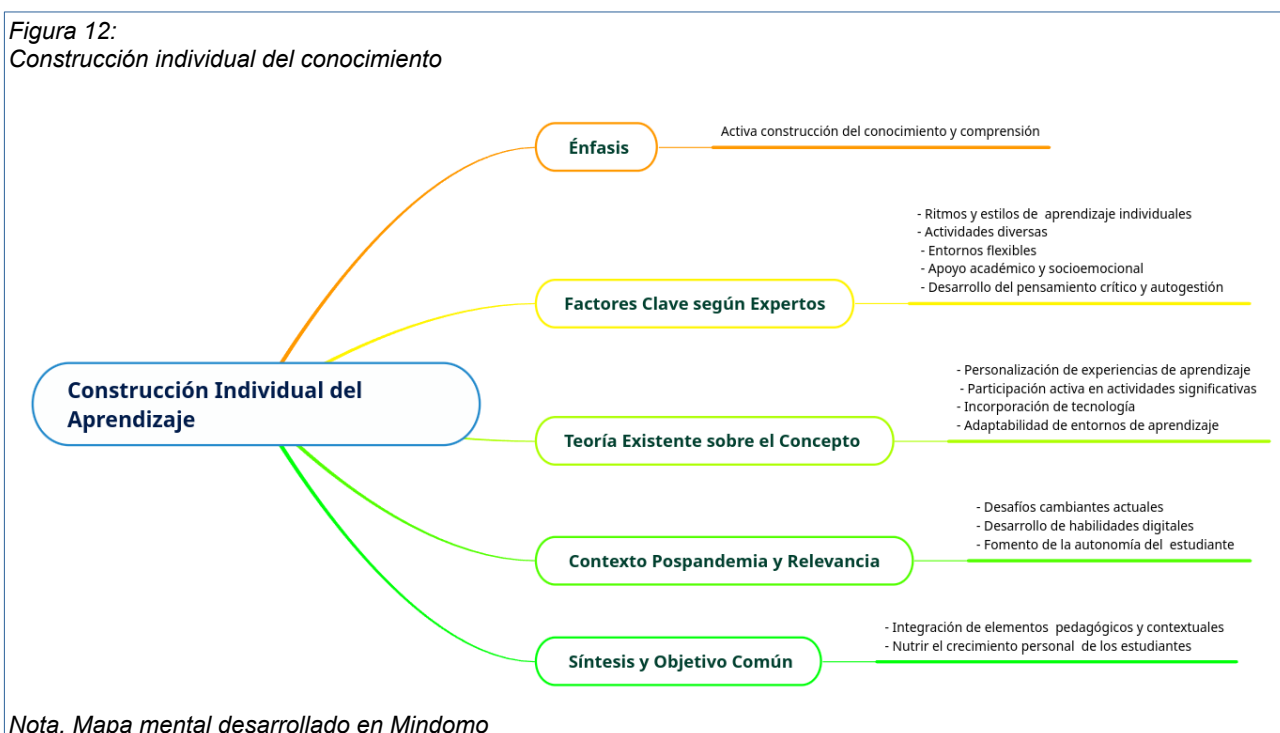 Figura 12:
Construcción individual del conocimiento
Énfasis
Activa construcción del conocimiento y comprensión
- Ritmos y estilos de aprendizaje individuales
- Actividades diversas
- Entornos flexibles
- Apoyo académico y socioemocional
- Desarrollo del pensamiento crítico y autogestión
Factores Clave según Expertos
Construcción Individual del
Aprendizaje
- Personalización de experiencias de aprendizaje
- Participación activa en actividades significativas
- Incorporación de tecnología
- Adaptabilidad de entornos de aprendizaje
Teoría Existente sobre el Concepto
- Desafíos cambiantes actuales
- Desarrollo de habilidades digitales
- Fomento de la autonomía del estudiante
Contexto Pospandemia y Relevancia
- Integración de elementos pedagógicos y contextuales
- Nutrir el crecimiento personal de los estudiantes
Síntesis y Objetivo Común
Nota. Mapa mental desarrollado en Mindomo